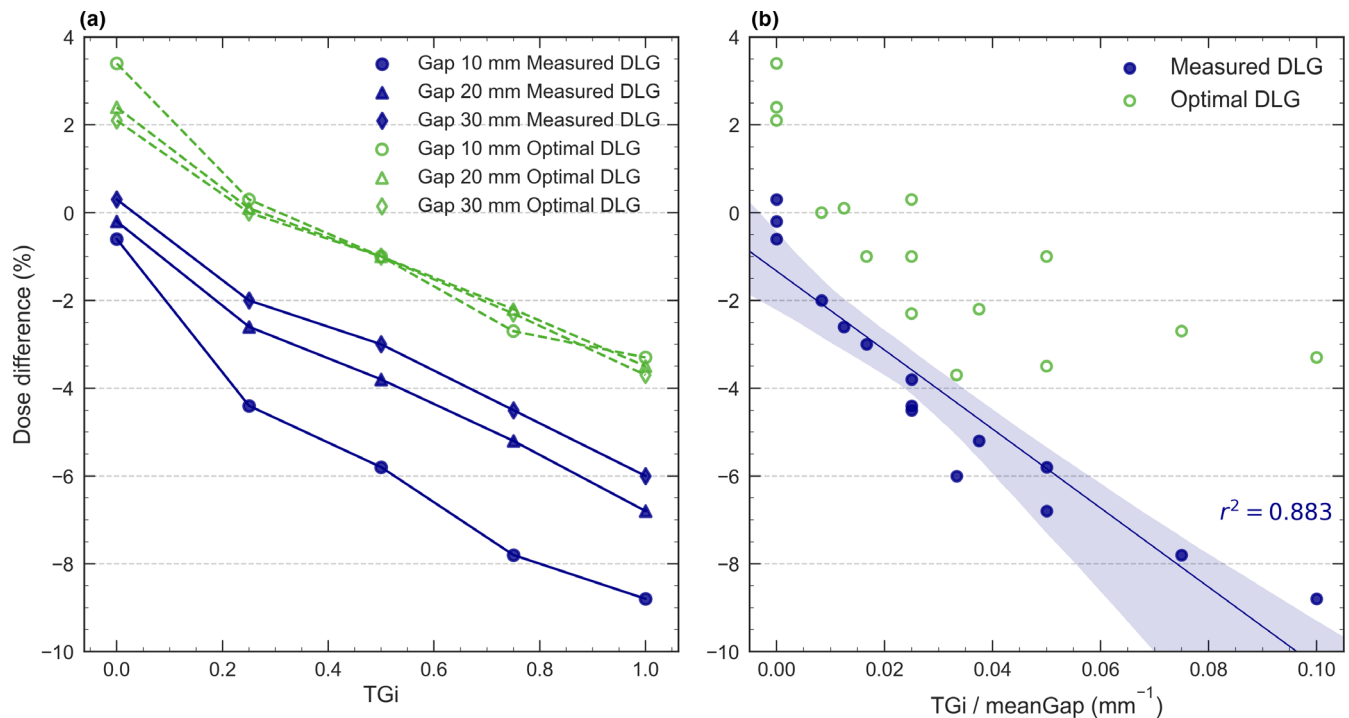 (a)
4
2
0
−2
−4
−6
−8
−10
Dose difference (%)
0.0
0.2
0.4
0.6
0.8
1.0
TGi
Gap 10 mm Measured DLG
Gap 20 mm Measured DLG
Gap 30 mm Measured DLG
Gap 10 mm Optimal DLG
Gap 20 mm Optimal DLG
Gap 30 mm Optimal DLG
(b)
4
2
0
−2
−4
−6
−8
−10
0.00
0.02
0.04
0.06
0.08
0.10
TGi / meanGap (mm⁻¹)
Measured DLG
Optimal DLG
r² = 0.883